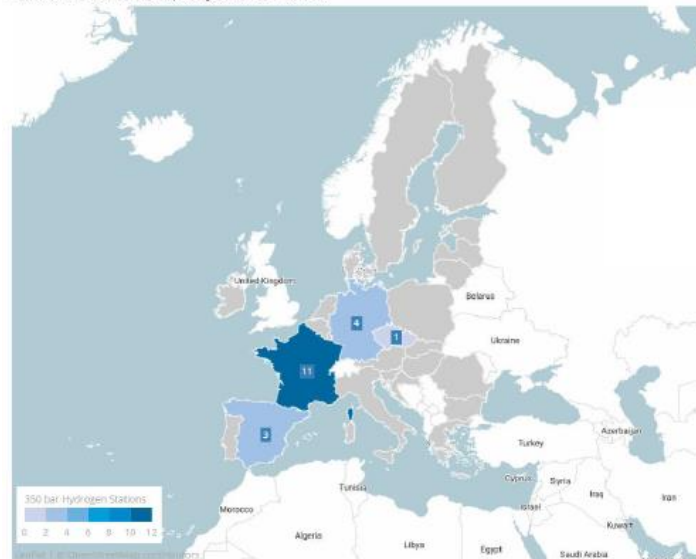 United Kingdom
Belarus
4
1
Ukraine
11
3
Azerbaijan
Turkey
Cyprus
Syria
Tunisia
Israel
Iraq
Iran
Morocco
Kuwait
Algeria
Libya
Egypt
Saudi Arabia
350 bar Hydrogen Stations
0 2 4 6 8 10 12